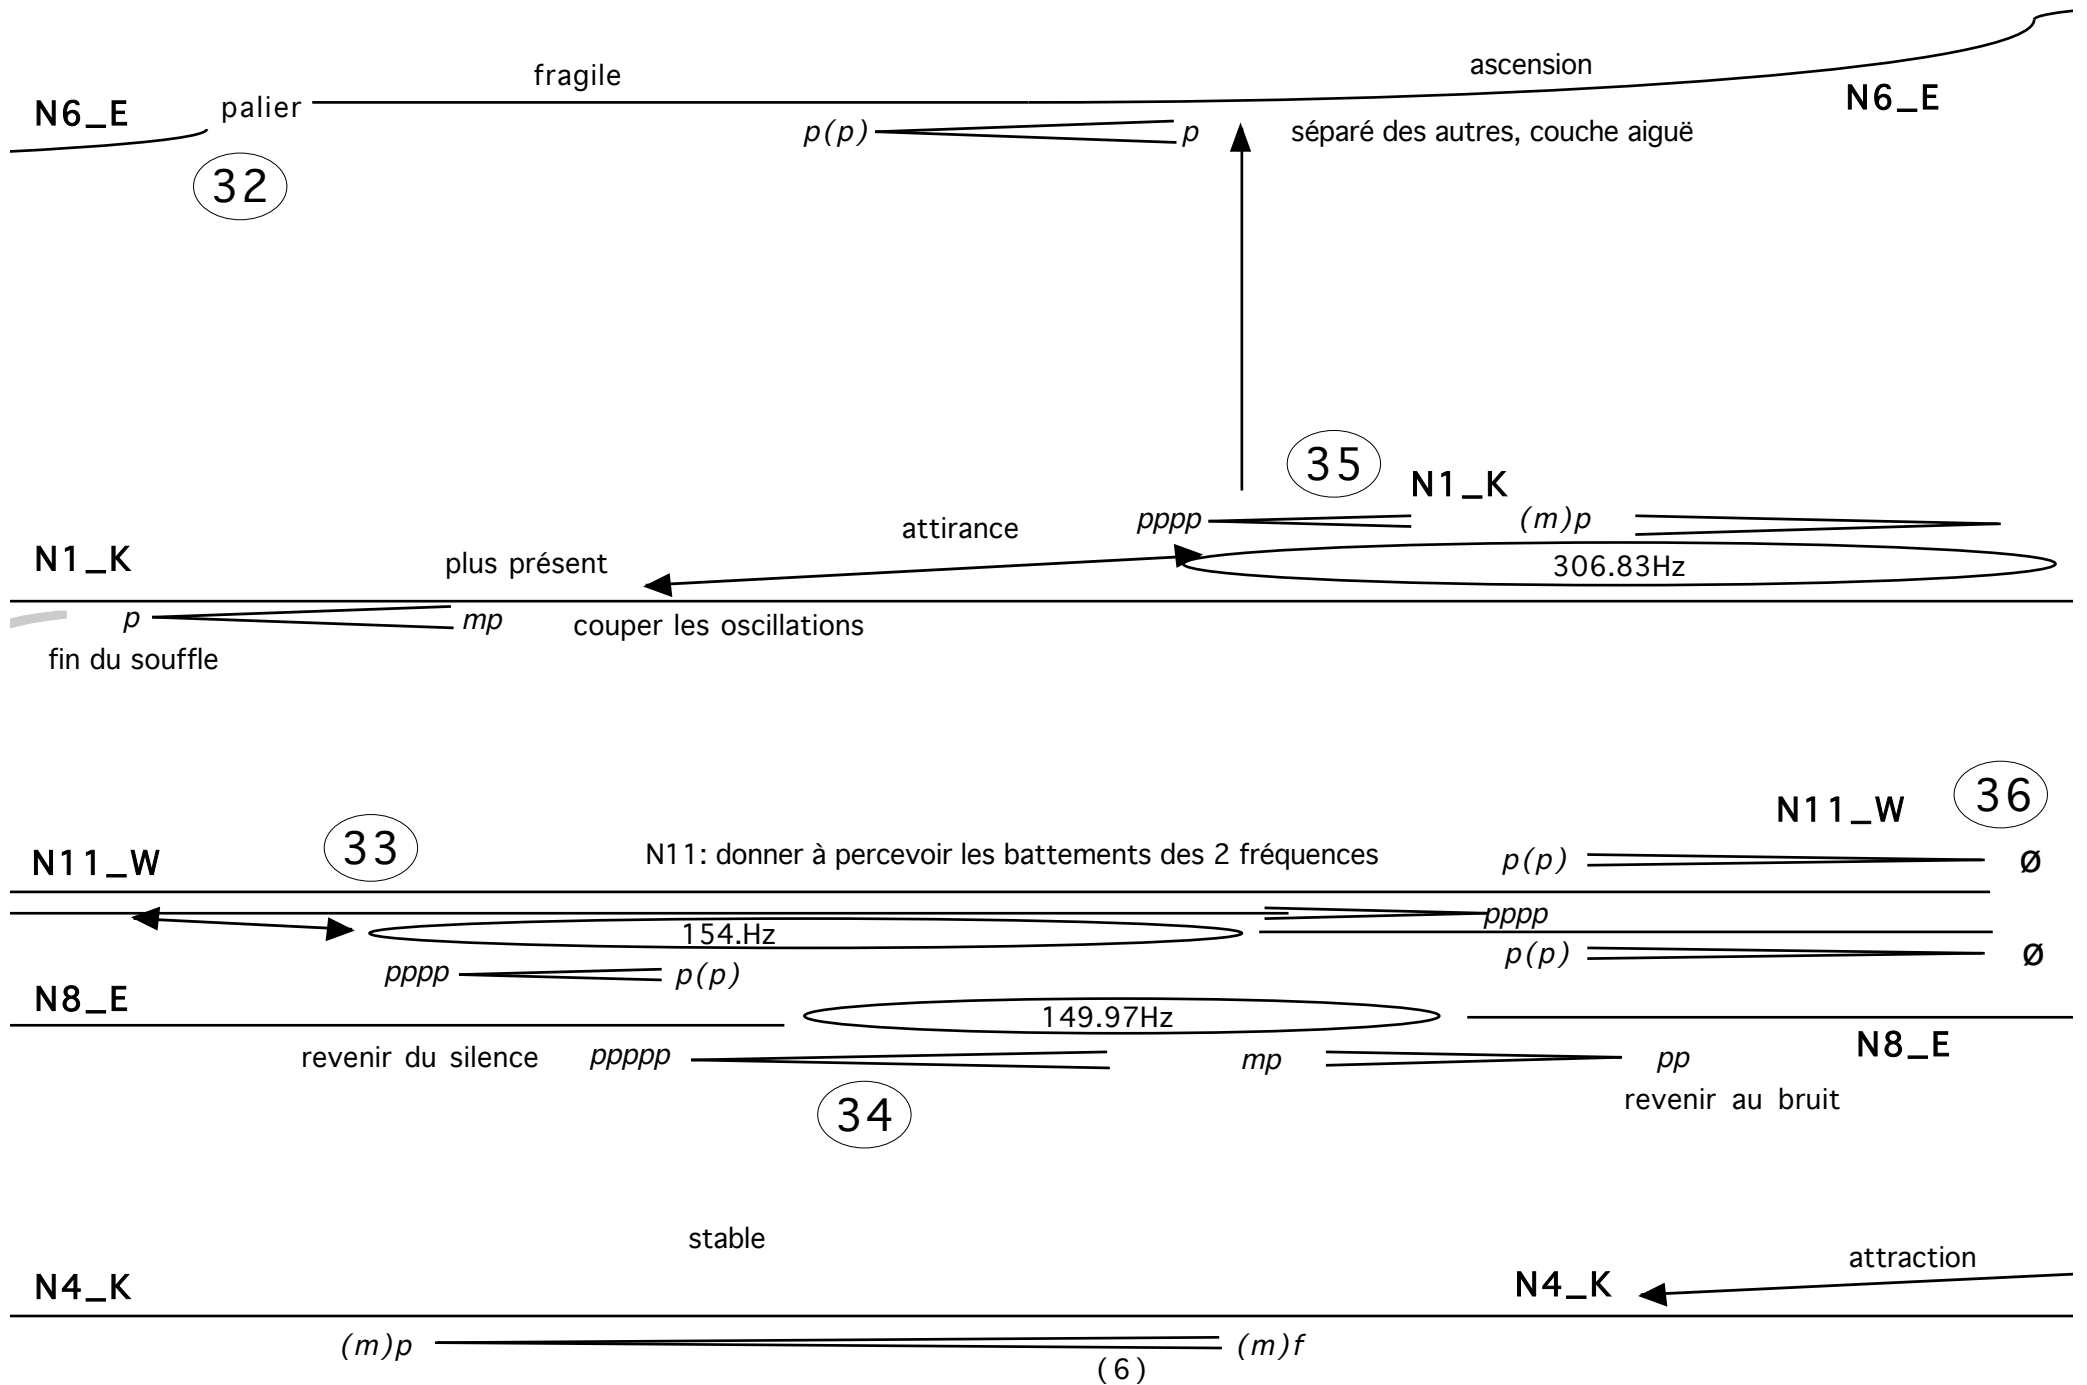 fragile
ascension
N6_E
palier
N6_E
p(p)
p
séparé des autres, couche aiguë
32
35
N1_K
attirance
pppp
(m)p
N1_K
plus présent
306.83Hz
p
mp
couper les oscillations
fin du souffle
36
N11_W
33
N11_W
N11: donner à percevoir les battements des 2 fréquences
p(p)
Ø
pppp
154.Hz
p(p)
Ø
pppp
p(p)
N8_E
149.97Hz
N8_E
revenir du silence
ppppp
mp
pp
revenir au bruit
34
stable
attraction
N4_K
N4_K
(m)p
(m)f
(6)